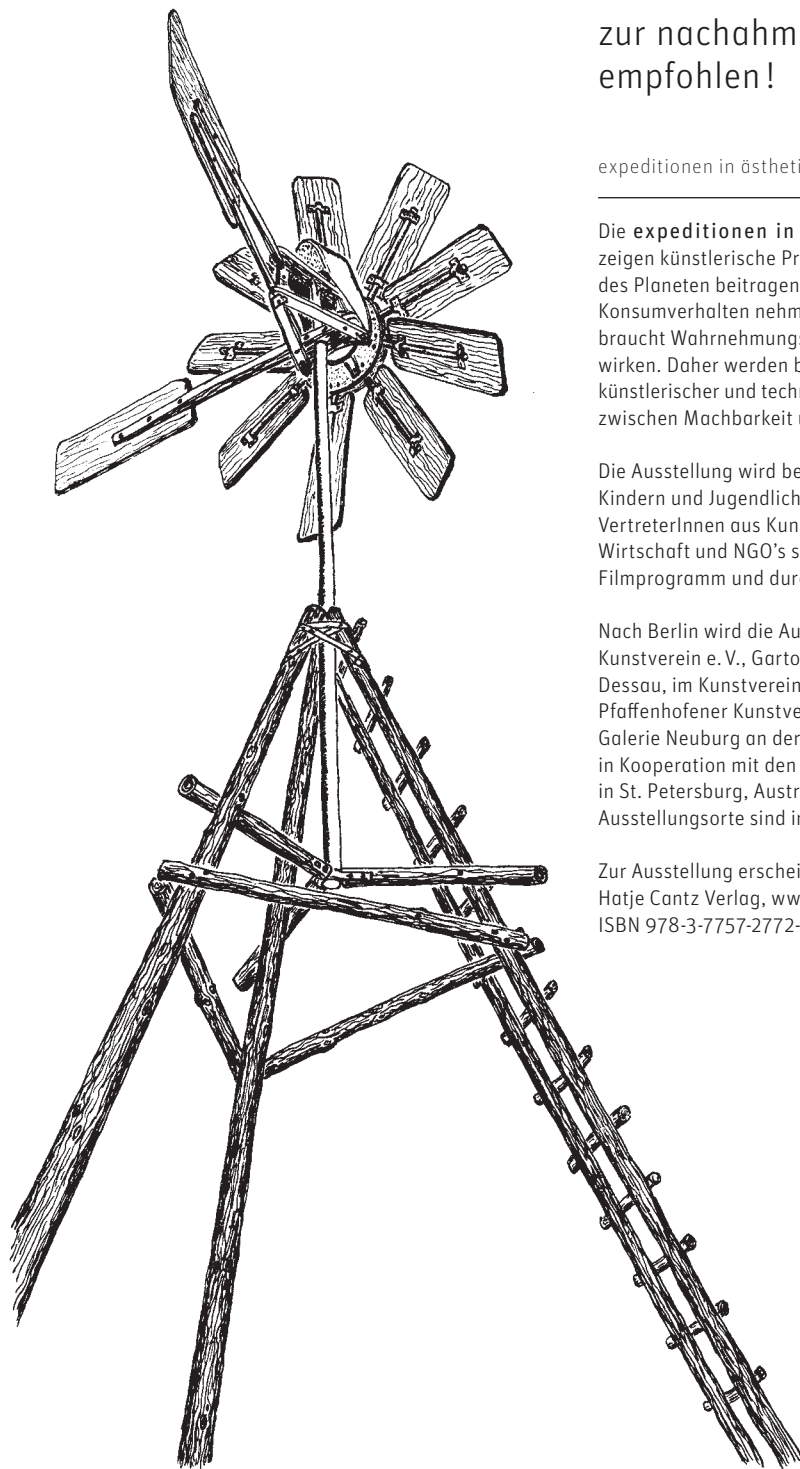 zur nachahm
empfohlen!
expeditionen in ästheti
Die expeditionen in
zeigen künstlerische Pr
des Planeten beitragen
Konsumverhalten nehm
braucht Wahrnehmungs
wirken. Daher werden b
künstlerischer und techn
zwischen Machbarkeit u
Die Ausstellung wird be
Kindern und Jugendlich
VertreterInnen aus Kun
Wirtschaft und NGO's s
Filmprogramm und durc
Nach Berlin wird die Au
Kunstverein e. V., Garto
Dessau, im Kunstverein
Pfaffenhofener Kunstve
Galerie Neuburg an der
in Kooperation mit den
in St. Petersburg, Austr
Ausstellungsorte sind in
Zur Ausstellung erschei
Hatje Cantz Verlag, ww
ISBN 978-3-7757-2772-